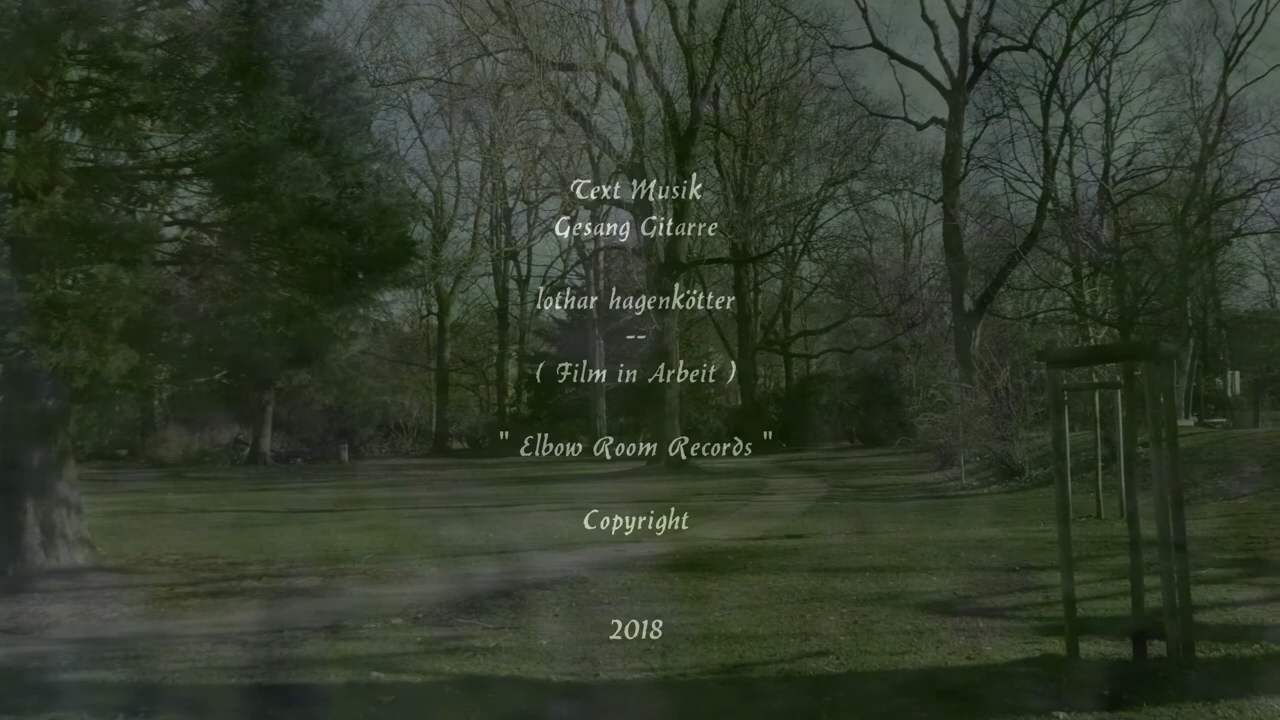 Text Musik
Gesang Gitarre
lothar hagenkötter
--
( Film in Arbeit )
" Elbow Room Records "
Copyright
2018